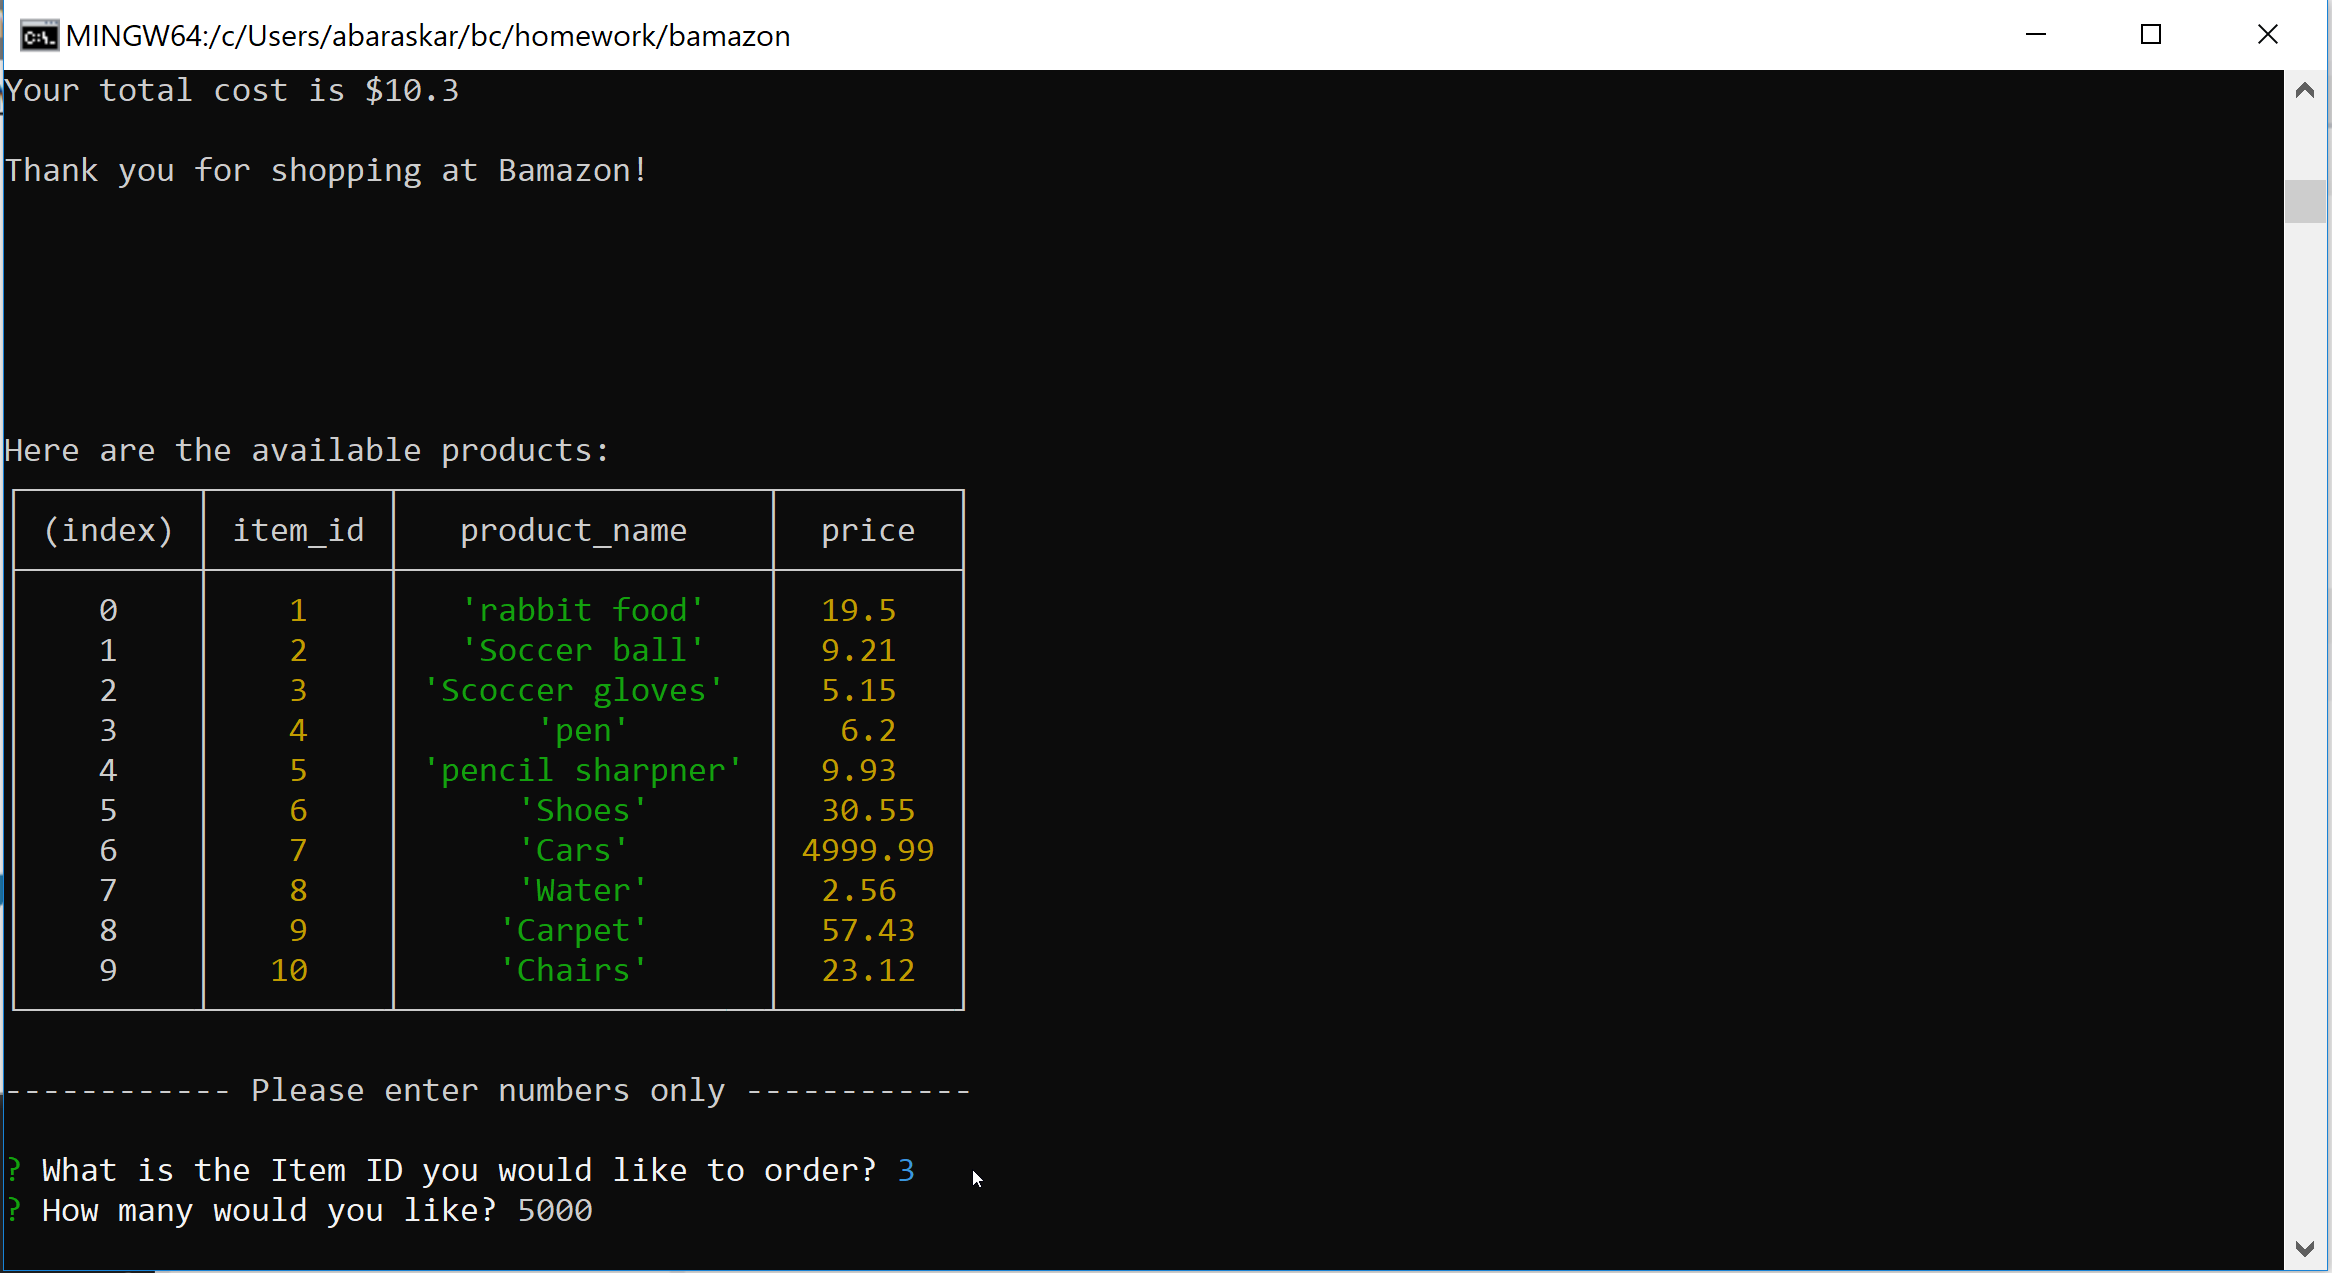 MINGW64:/c/Users/abaraskar/bc/homework/bamazon
Your total cost is $10.3
Thank you for shopping at Bamazon!
Here are the available products:
(index) item_id product_name price
0 1 'rabbit food' 19.5
1 2 'Soccer ball' 9.21
2 3 'Scoccer gloves' 5.15
3 4 'pen' 6.2
4 5 'pencil sharpner' 9.93
5 6 'Shoes' 30.55
6 7 'Cars' 4999.99
7 8 'Water' 2.56
8 9 'Carpet' 57.43
9 10 'Chairs' 23.12
------------ Please enter numbers only ------------
? What is the Item ID you would like to order? 3
? How many would you like? 5000